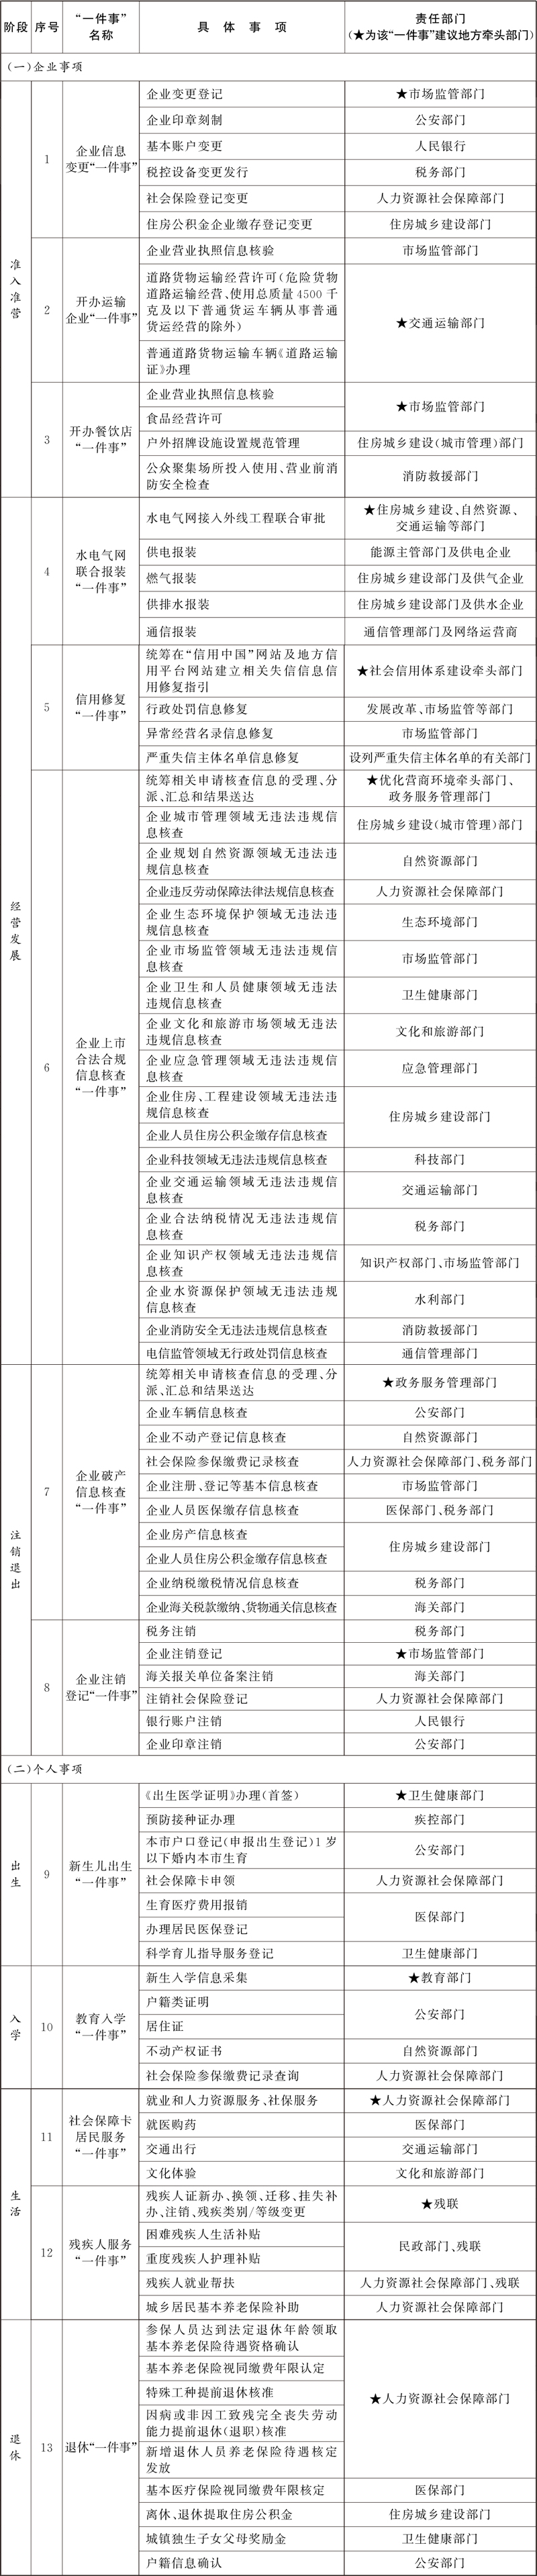 阶段 序号 “一件事”名称 具体事项 责任部门
（★为该“一件事”建议地方牵头部门）
（一）企业事项
准入准营
1 企业信息
变更“一件事”
企业变更登记 ★市场监管部门
企业印章刻制 公安部门
基本账户变更 人民银行
税控设备变更发行 税务部门
社会保险登记变更 人力资源社会保障部门
住房公积金企业缴存登记变更 住房城乡建设部门
2 开办运输
企业“一件事”
企业营业执照信息核验 市场监管部门
道路货物运输经营许可（危险货物
道路运输经营、使用总质量4500千
克及以下普通货运车辆从事普通
货运经营的除外）
★交通运输部门
普通道路货物运输车辆《道路运输
证》办理
3 开办餐饮店
“一件事”
企业营业执照信息核验
★市场监管部门
食品经营许可
户外招牌设施设置规范管理 住房城乡建设（城市管理）部门
公众聚集场所投入使用、营业前消
防安全检查
消防救援部门
经营发展
4 水电气网
联合报装
“一件事”
水电气网接入外线工程联合审批 ★住房城乡建设、自然资源、
交通运输等部门
供电报装 能源主管部门及供电企业
燃气报装 住房城乡建设部门及供气企业
供排水报装 住房城乡建设部门及供水企业
通信报装 通信管理部门及网络运营商
5 信用修复
“一件事”
统筹在“信用中国”网站及地方信
用平台网站建立相关失信信息信
用修复指引
★社会信用体系建设牵头部门
行政处罚信息修复 发展改革、市场监管等部门
异常经营名录信息修复 市场监管部门
严重失信主体名单信息修复 设列严重失信主体名单的有关部门
6 企业上市
合法合规
信息核查
“一件事”
统筹相关申请核查信息的受理、分
派、汇总和结果送达
★优化营商环境牵头部门、
政务服务管理部门
企业城市管理领域无违法违规信
息核查
住房城乡建设（城市管理）部门
企业规划自然资源领域无违法违
规信息核查
自然资源部门
企业违反劳动保障法律法规信息核查 人力资源社会保障部门
企业生态环境保护领域无违法违
规信息核查
生态环境部门
企业市场监管领域无违法违规信
息核查
市场监管部门
企业卫生和人员健康领域无违法
违规信息核查
卫生健康部门
企业文化和旅游市场领域无违法
违规信息核查
文化和旅游部门
企业应急管理领域无违法违规信
息核查
应急管理部门
企业住房、工程建设领域无违法违
规信息核查
住房城乡建设部门
企业人员住房公积金缴存信息核查
企业科技领域无违法违规信息核查 科技部门
企业交通运输领域无违法违规信
息核查
交通运输部门
企业合法纳税情况无违法违规信
息核查
税务部门
企业知识产权领域无违法违规信
息核查
知识产权部门、市场监管部门
企业水资源保护领域无违法违规
信息核查
水利部门
企业消防安全无违法违规信息核查 消防救援部门
电信监管领域无行政处罚信息核查 通信管理部门
注销退出
7 企业破产
信息核查
“一件事”
统筹相关申请核查信息的受理、分
派、汇总和结果送达
★政务服务管理部门
企业车辆信息核查 公安部门
企业不动产登记信息核查 自然资源部门
社会保险参保缴费记录核查 人力资源社会保障部门、税务部门
企业注册、登记等基本信息核查 市场监管部门
企业人员医保缴存信息核查 医保部门、税务部门
企业房产信息核查
住房城乡建设部门
企业人员住房公积金缴存信息核查
企业纳税缴税情况信息核查 税务部门
企业海关税款缴纳、货物通关信息核查 海关部门
8 企业注销
登记“一件事”
税务注销 税务部门
企业注销登记 ★市场监管部门
海关报关单位备案注销 海关部门
注销社会保险登记 人力资源社会保障部门
银行账户注销 人民银行
企业印章注销 公安部门
（二）个人事项
出生
9 新生儿出生
“一件事”
《出生医学证明》办理（首签） ★卫生健康部门
预防接种证办理 疾控部门
本市户口登记（申报出生登记）1岁
以下婚内本市生育
公安部门
社会保障卡申领 人力资源社会保障部门
生育医疗费用报销
医保部门
办理居民医保登记
科学育儿指导服务登记 卫生健康部门
入学
10 教育入学
“一件事”
新生入学信息采集 ★教育部门
户籍类证明
公安部门
居住证
不动产权证书 自然资源部门
社会保险参保缴费记录查询 人力资源社会保障部门
生活
11 社会保障卡
居民服务
“一件事”
就业和人力资源服务、社保服务 ★人力资源社会保障部门
就医购药 医保部门
交通出行 交通运输部门
文化体验 文化和旅游部门
12 残疾人服务
“一件事”
残疾人证新办、换领、迁移、挂失补
办、注销、残疾类别/等级变更
★残联
困难残疾人生活补贴
民政部门、残联
重度残疾人护理补贴
残疾人就业帮扶 人力资源社会保障部门、残联
城乡居民基本养老保险补助 人力资源社会保障部门
退休
13 退休“一件事”
参保人员达到法定退休年龄领取
基本养老保险待遇资格确认
★人力资源社会保障部门
基本养老保险视同缴费年限认定
特殊工种提前退休核准
因病或非因工致残完全丧失劳动
能力提前退休（退职）核准
新增退休人员养老保险待遇核定
发放
基本医疗保险视同缴费年限核定 医保部门
离休、退休提取住房公积金 住房城乡建设部门
城镇独生子女父母奖励金 卫生健康部门
户籍信息确认 公安部门